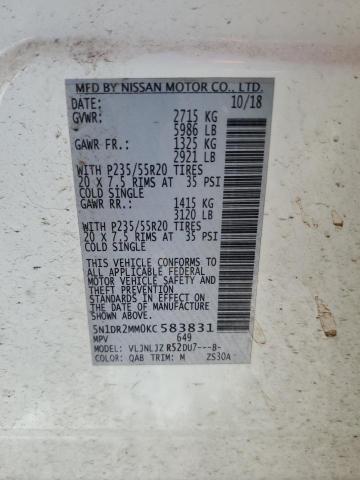 MFD BY NISSAN MOTOR CO., LTD.
DATE: 10/18
GVWR: 2715 KG
5986 LB
GAWR FR.: 1325 KG
2921 LB
WITH P235/55R20 TIRES
20 X 7.5 RIMS AT 35 PSI
COLD SINGLE
GAWR RR.: 1415 KG
3120 LB
WITH P235/55R20 TIRES
20 X 7.5 RIMS AT 35 PSI
COLD SINGLE
THIS VEHICLE CONFORMS TO ALL
APPLICABLE U.S. FEDERAL
MOTOR VEHICLE SAFETY AND
THEFT PREVENTION
STANDARDS IN EFFECT ON THE
DATE OF MANUFACTURE SHOWN
ABOVE.
5N1DR2MM0KC583831
MPV 649
MODEL: VLJNLJZ R52DU7---B-
COLOR: QAB TRIM: M ZS30A